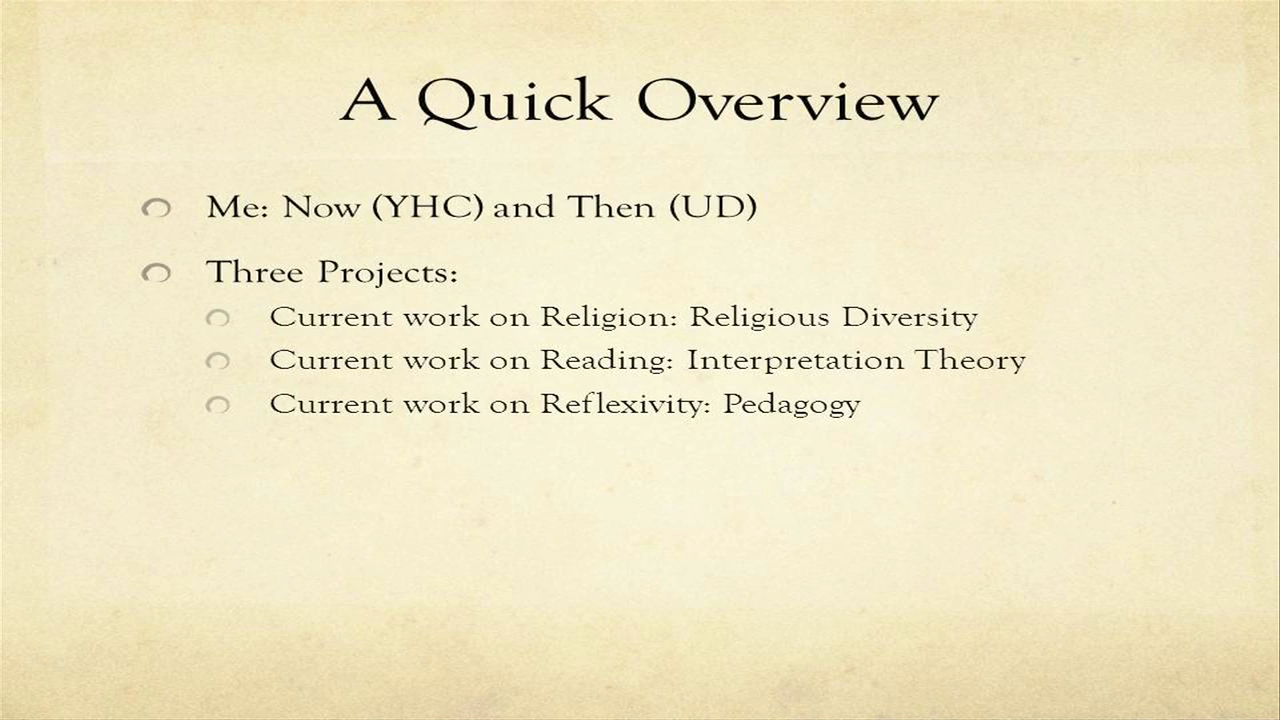 A Quick Overview
Me: Now (YHC) and Then (UD)
Three Projects:
Current work on Religion: Religious Diversity
Current work on Reading: Interpretation Theory
Current work on Reflexivity: Pedagogy